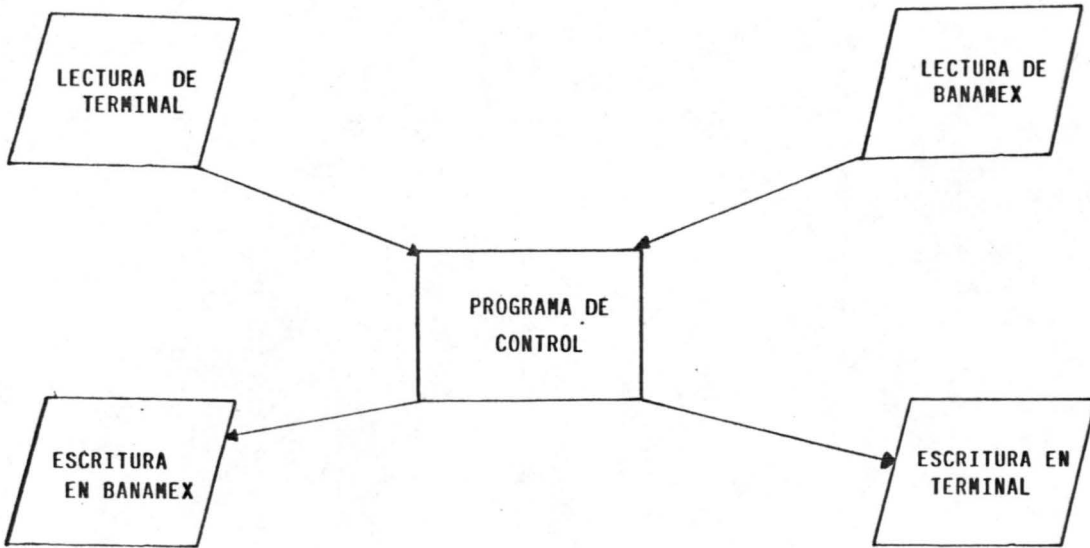 LECTURA DE
TERMINAL
LECTURA DE
BANAMEX
PROGRAMA DE
CONTROL
ESCRITURA
EN BANAMEX
ESCRITURA EN
TERMINAL